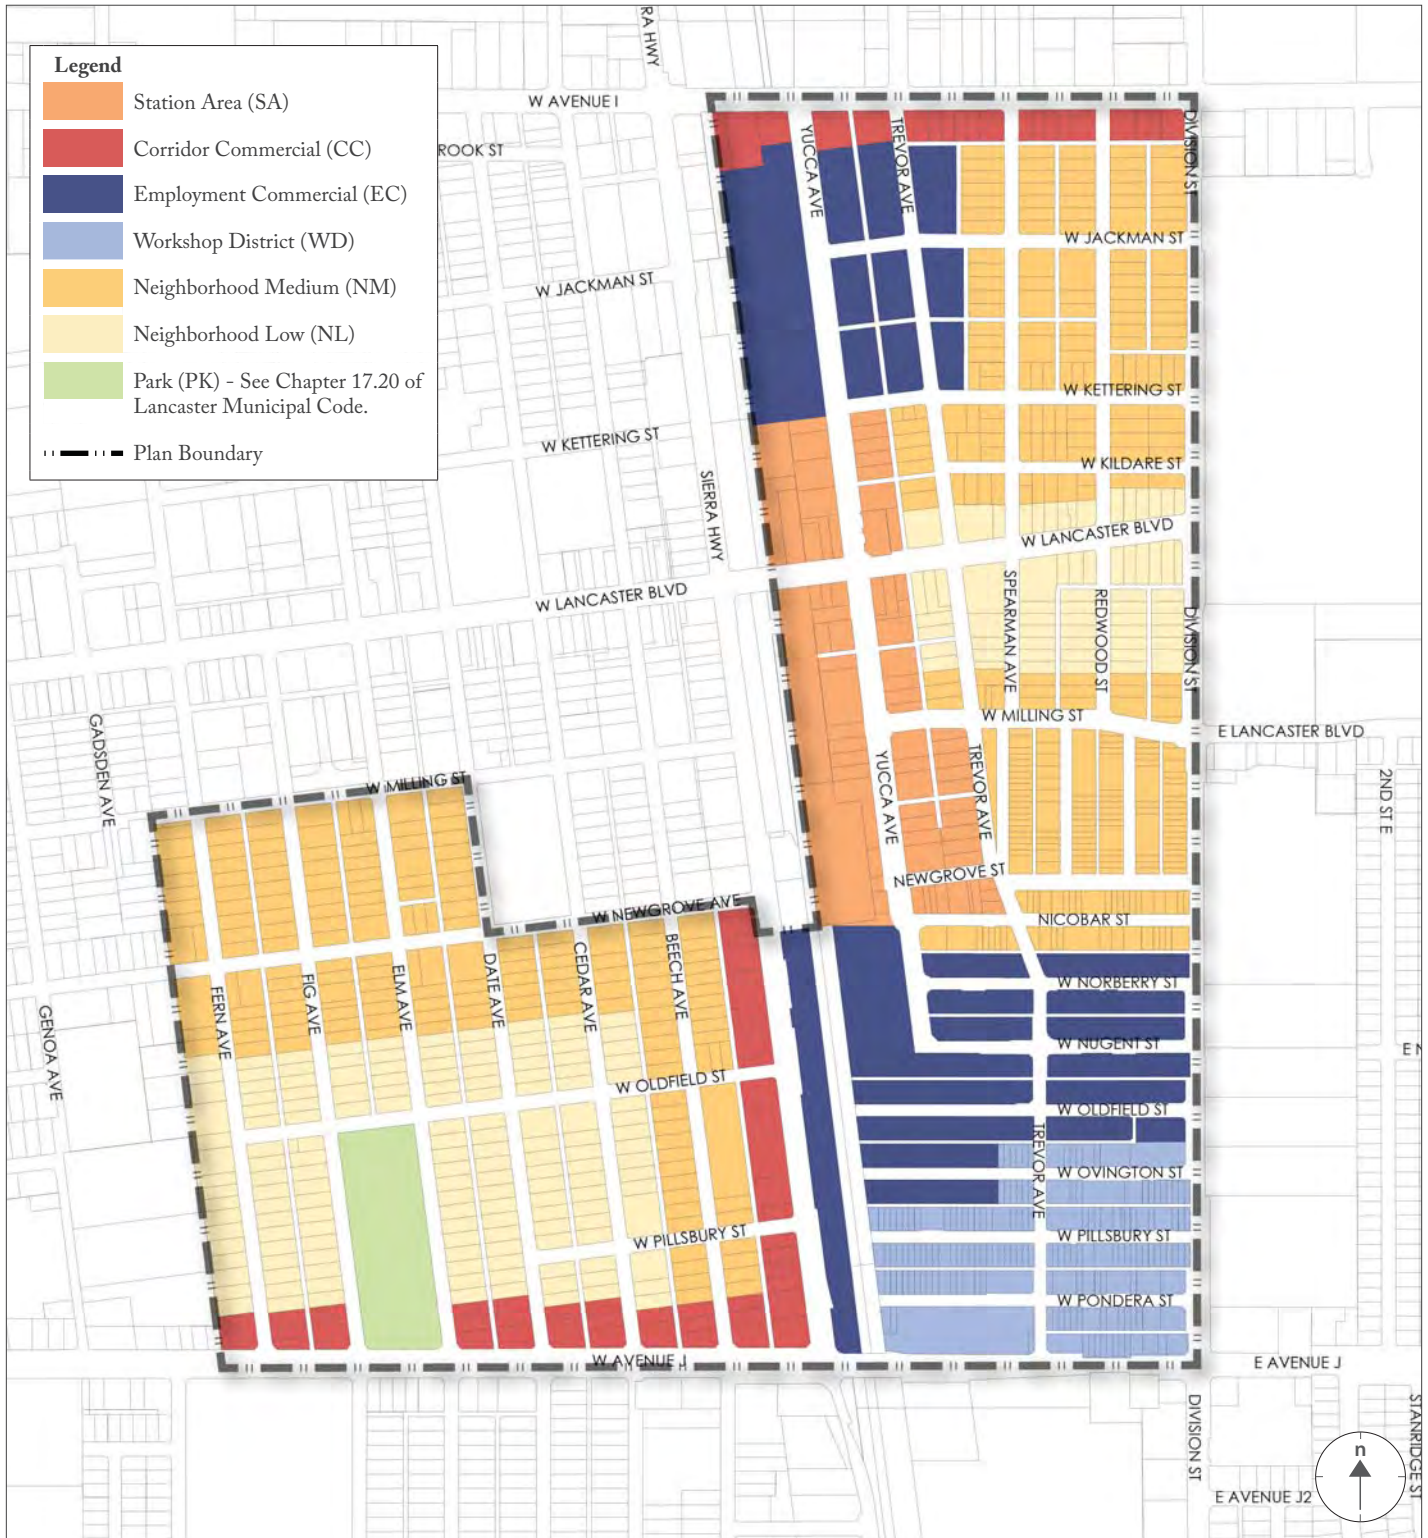 RA HWY
Legend
Station Area (SA)
Corridor Commercial (CC)
Employment Commercial (EC)
Workshop District (WD)
Neighborhood Medium (NM)
Neighborhood Low (NL)
Park (PK) - See Chapter 17.20 of
Lancaster Municipal Code.
Plan Boundary
W AVENUE I
ROOK ST
YUCCA AVE
TREVOR AVE
DIVISION ST
W JACKMAN ST
W JACKMAN ST
W KETTERING ST
W KETTERING ST
W KILDARE ST
SIERRA HWY
W LANCASTER BLVD
W LANCASTER BLVD
SPEARMAN AVE
REDWOOD ST
DIVISION ST
W MILLING ST
E LANCASTER BLVD
GADSDEN AVE
W MILLING ST
YUCCA AVE
TREVOR AVE
2ND ST E
NEWGROVE ST
W NEWGROVE AVE
NICOBAR ST
FERN AVE
FIG AVE
ELM AVE
DATE AVE
CEDAR AVE
BEECH AVE
W NORBERRY ST
GENOA AVE
W NUGENT ST
E N
W OLDFIELD ST
W OLDFIELD ST
TREVOR AVE
W OVINGTON ST
W PILLSBURY ST
W PILLSBURY ST
W PONDERA ST
W AVENUE J
E AVENUE J
DIVISION ST
STANRIDGE ST
n
E AVENUE J2